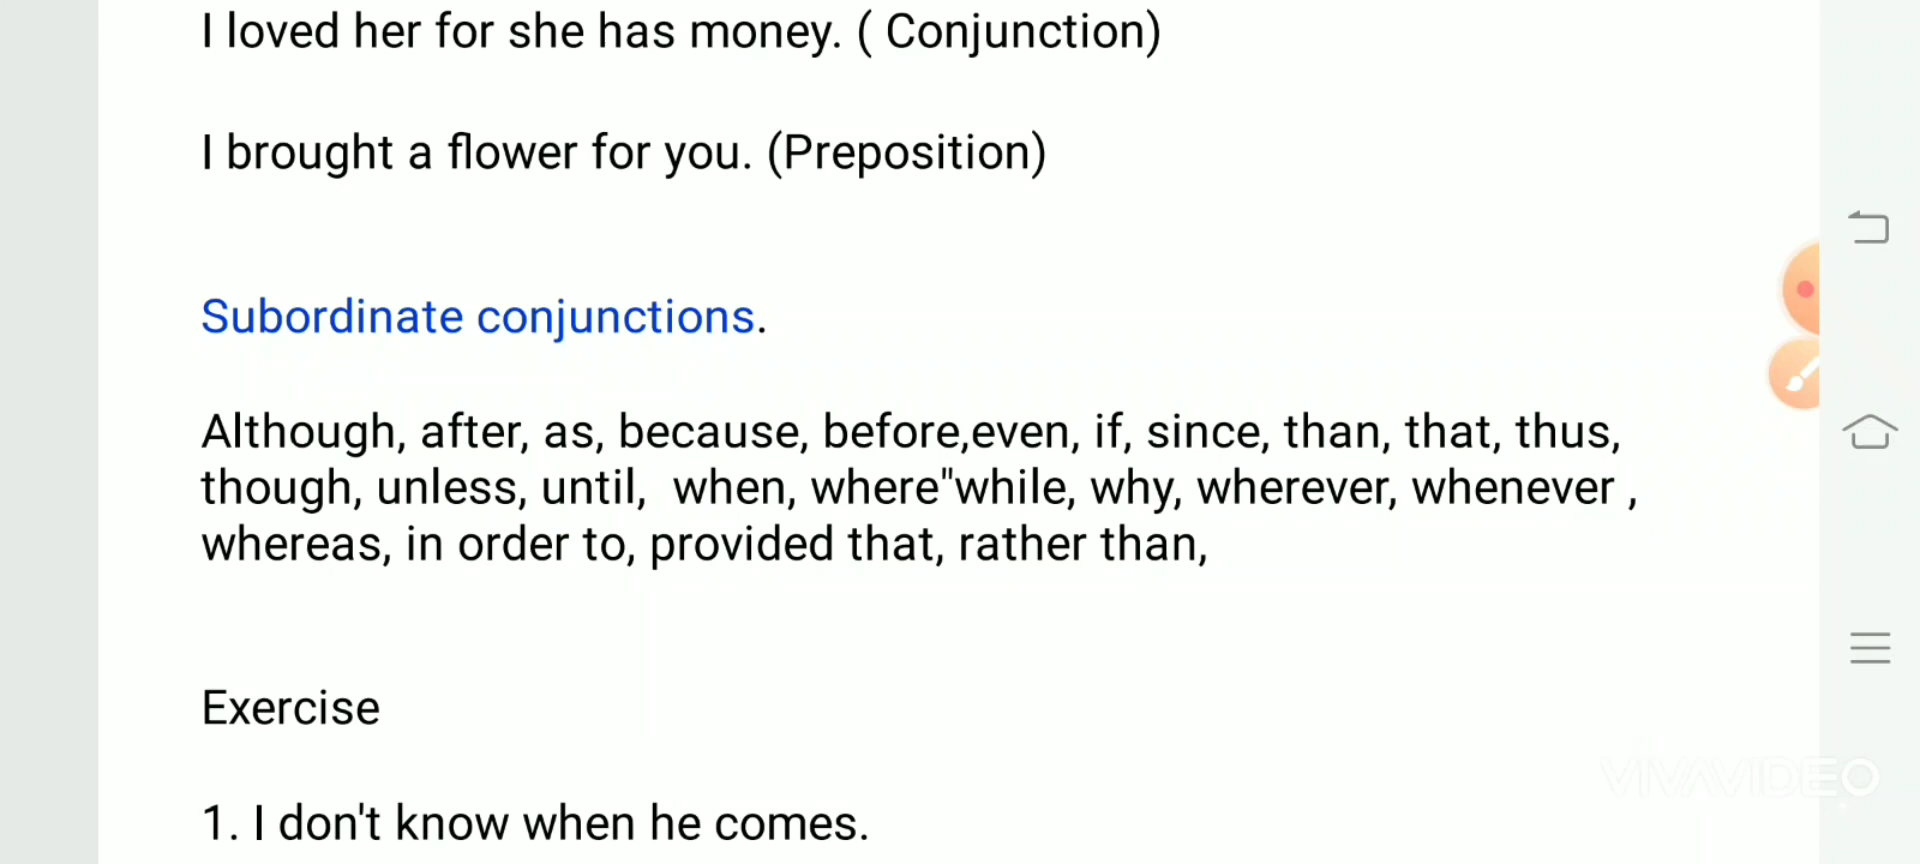 I loved her for she has money. ( Conjunction)
I brought a flower for you. (Preposition)
Subordinate conjunctions.
Although, after, as, because, before,even, if, since, than, that, thus,
though, unless, until,  when, where"while, why, wherever, whenever ,
whereas, in order to, provided that, rather than,
Exercise
VIVAVIDEO
1. I don't know when he comes.